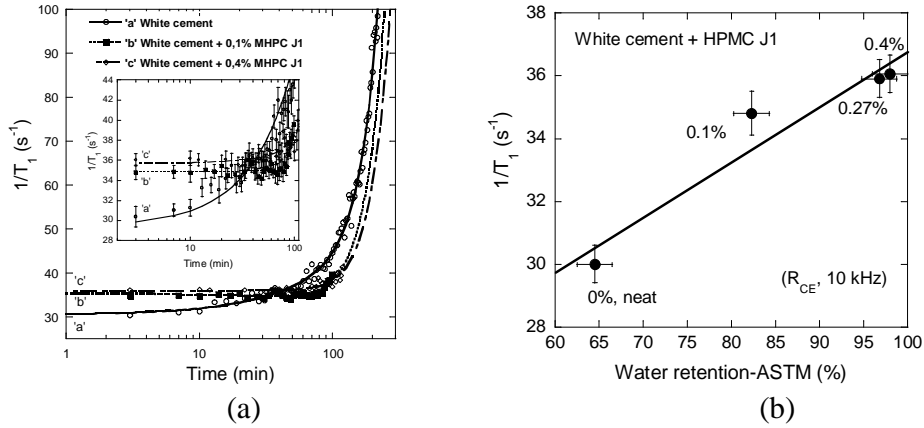 (a)
'a' White cement
'b' White cement + 0,1% MHPC J1
'c' White cement + 0,4% MHPC J1
1/T1 (s-1)
100
90
80
70
60
50
40
30
1
10
100
Time (min)
'c'
'b'
'a'
1/T1 (s-1)
44
42
40
38
36
34
32
30
28
10
100
Time (min)
'c'
'b'
'a'
(a)
(b)
White cement + HPMC J1
0.4%
0.27%
0.1%
0%, neat
(RCE, 10 kHz)
1/T1 (s-1)
38
36
34
32
30
28
60 65 70 75 80 85 90 95 100
Water retention-ASTM (%)
(b)